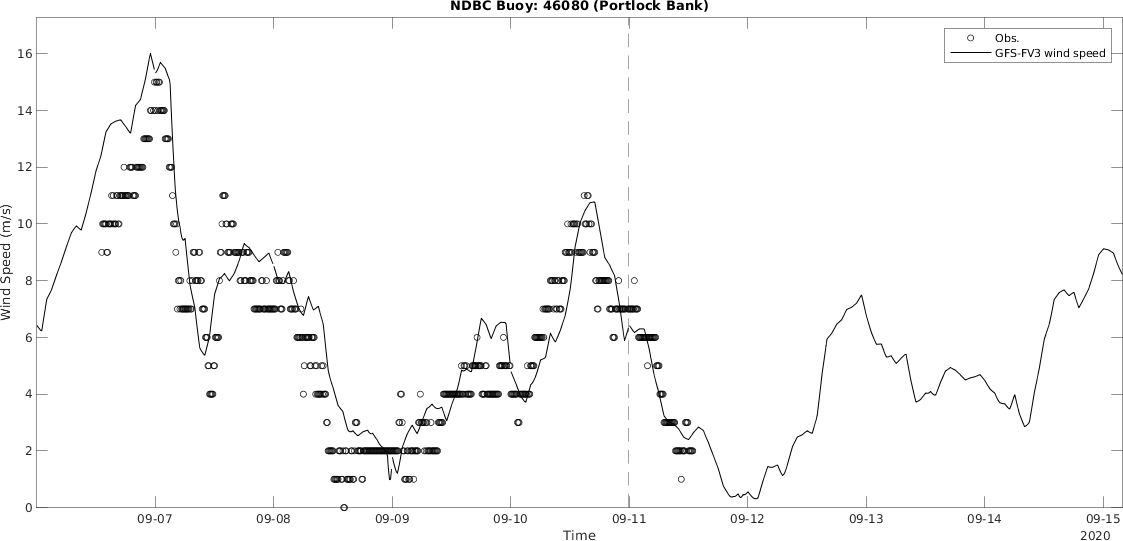 NDBC Buoy: 46080 (Portlock Bank)
Obs.
GFS-FV3 wind speed
Wind Speed (m/s)
16
14
12
10
8
6
4
2
0
09-07 09-08 09-09 09-10 09-11 09-12 09-13 09-14 09-15
Time
2020